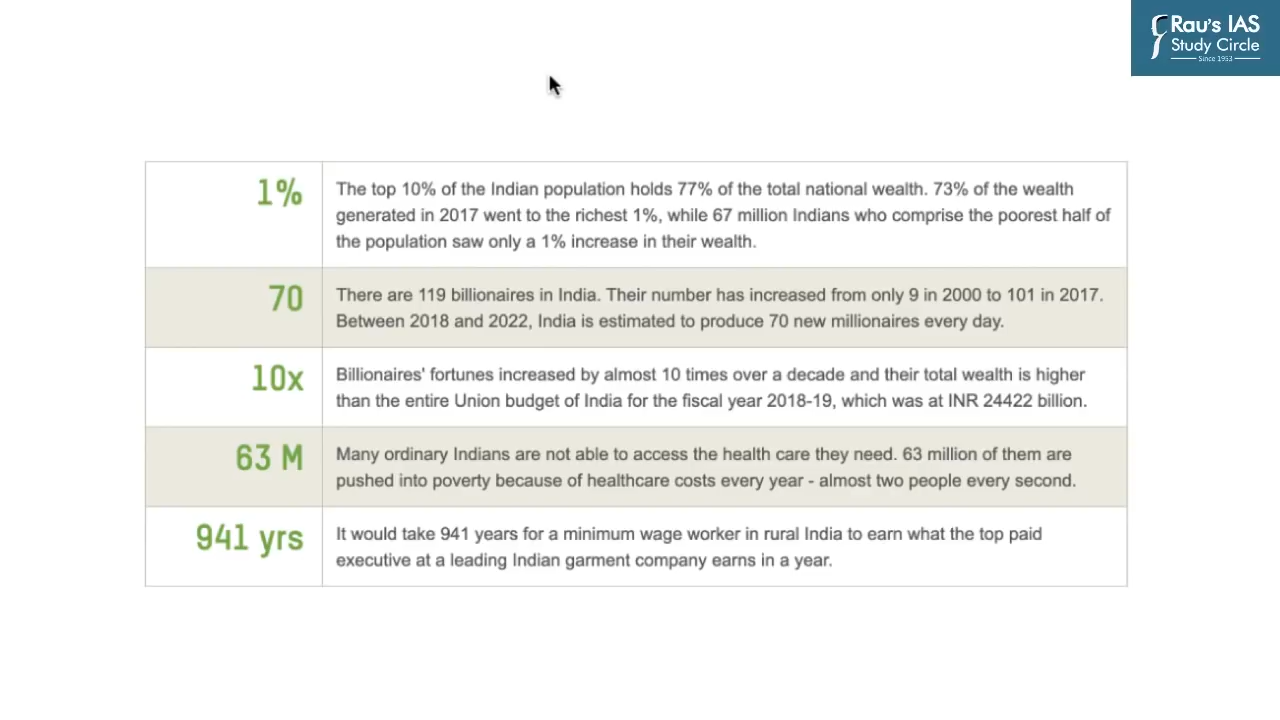 Rau's IAS
Study Circle
Since 1953
1%
The top 10% of the Indian population holds 77% of the total national wealth. 73% of the wealth
generated in 2017 went to the richest 1%, while 67 million Indians who comprise the poorest half of
the population saw only a 1% increase in their wealth.
70
There are 119 billionaires in India. Their number has increased from only 9 in 2000 to 101 in 2017.
Between 2018 and 2022, India is estimated to produce 70 new millionaires every day.
10x
Billionaires' fortunes increased by almost 10 times over a decade and their total wealth is higher
than the entire Union budget of India for the fiscal year 2018-19, which was at INR 24422 billion.
63 M
Many ordinary Indians are not able to access the health care they need. 63 million of them are
pushed into poverty because of healthcare costs every year - almost two people every second.
941 yrs
It would take 941 years for a minimum wage worker in rural India to earn what the top paid
executive at a leading Indian garment company earns in a year.